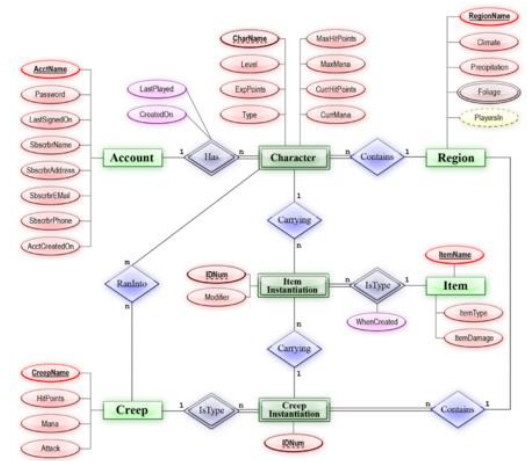 RegionName
CharName
MaxHitPoints
Climate
AcctName
Level
MaxMana
Precipitation
Password
LastPlayed
ExpPoints
CurrHitPoints
Foliage
LastSignedOn
CreatedOn
Type
CurrMana
PlayersIn
SbscrbrName
Account
1
Has
n
Character
n
Contains
1
Region
SbscrbrAddress
SbscrbrEMail
SbscrbrPhone
AcctCreatedOn
1
Carrying
n
m
RanInto
n
IDNum
Modifier
Item
Instantiation
n
IsType
1
Item
ItemName
WhenCreated
ItemType
ItemDamage
n
Carrying
1
CreepName
HitPoints
Mana
Attack
Creep
1
IsType
n
Creep
Instantiation
n
Contains
1
IDNum